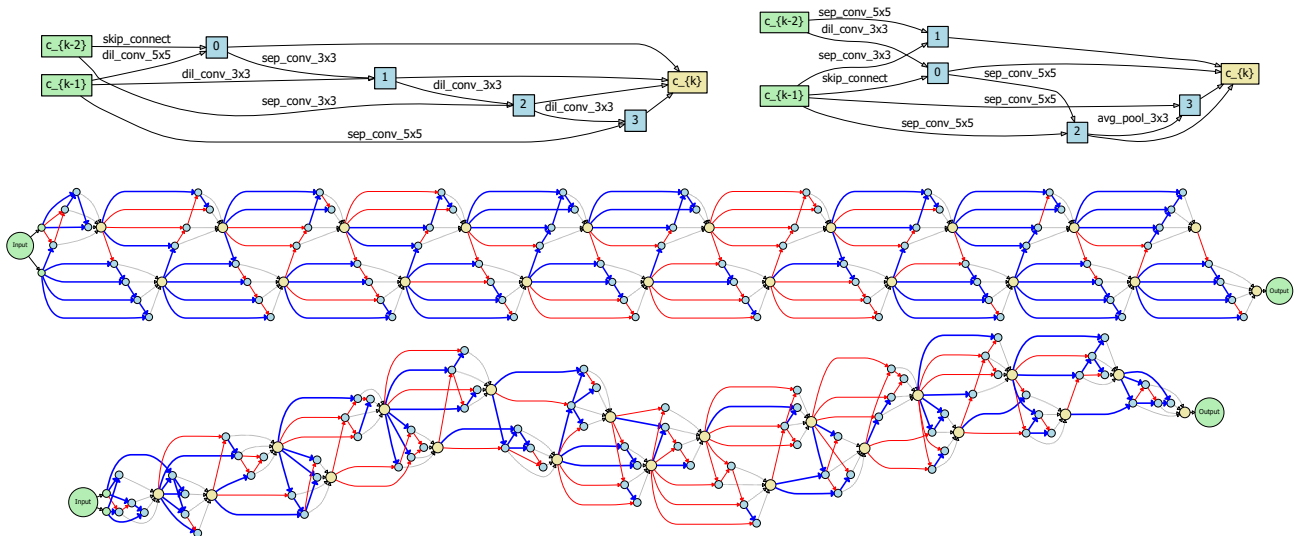 c_{k-2}
skip_connect
0
dil_conv_5x5
sep_conv_3x3
c_{k-1}
dil_conv_3x3
1
c_{k}
dil_conv_3x3
sep_conv_3x3
2
dil_conv_3x3
3
sep_conv_5x5
c_{k-2}
sep_conv_5x5
dil_conv_3x3
1
sep_conv_3x3
0
c_{k}
skip_connect
sep_conv_5x5
c_{k-1}
sep_conv_5x5
3
sep_conv_5x5
avg_pool_3x3
2
Input
Output
Input
Output